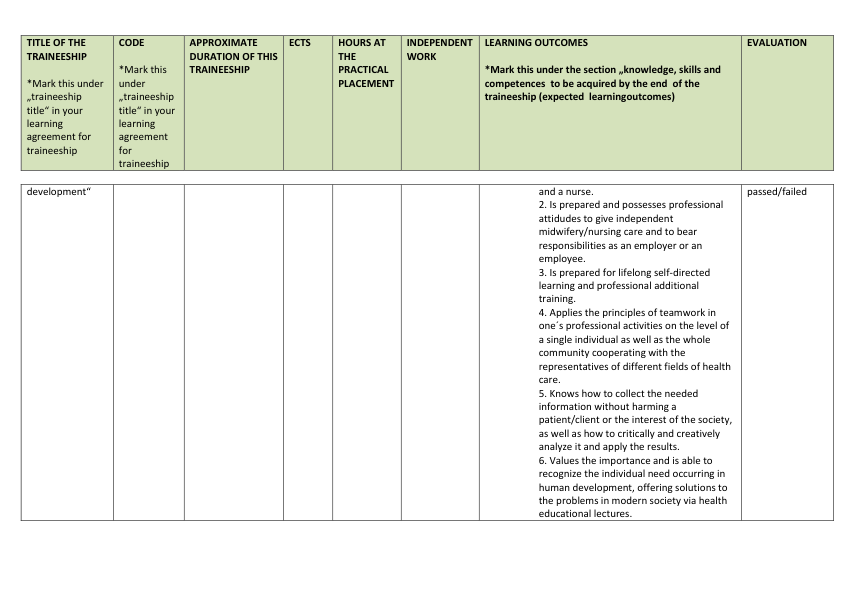 TITLE OF THE
TRAINEESHIP
*Mark this under
„traineeship
title“ in your
learning
agreement for
traineeship
CODE
*Mark this
under
„traineeship
title“ in your
learning
agreement
for
traineeship
APPROXIMATE
DURATION OF THIS
TRAINEESHIP
ECTS
HOURS AT
THE
PRACTICAL
PLACEMENT
INDEPENDENT
WORK
LEARNING OUTCOMES
*Mark this under the section „knowledge, skills and
competences to be acquired by the end of the
traineeship (expected learningoutcomes)
EVALUATION
development“
and a nurse.
2. Is prepared and possesses professional
attidudes to give independent
midwifery/nursing care and to bear
responsibilities as an employer or an
employee.
3. Is prepared for lifelong self-directed
learning and professional additional
training.
4. Applies the principles of teamwork in
one´s professional activities on the level of
a single individual as well as the whole
community cooperating with the
representatives of different fields of health
care.
5. Knows how to collect the needed
information without harming a
patient/client or the interest of the society,
as well as how to critically and creatively
analyze it and apply the results.
6. Values the importance and is able to
recognize the individual need occurring in
human development, offering solutions to
the problems in modern society via health
educational lectures.
passed/failed